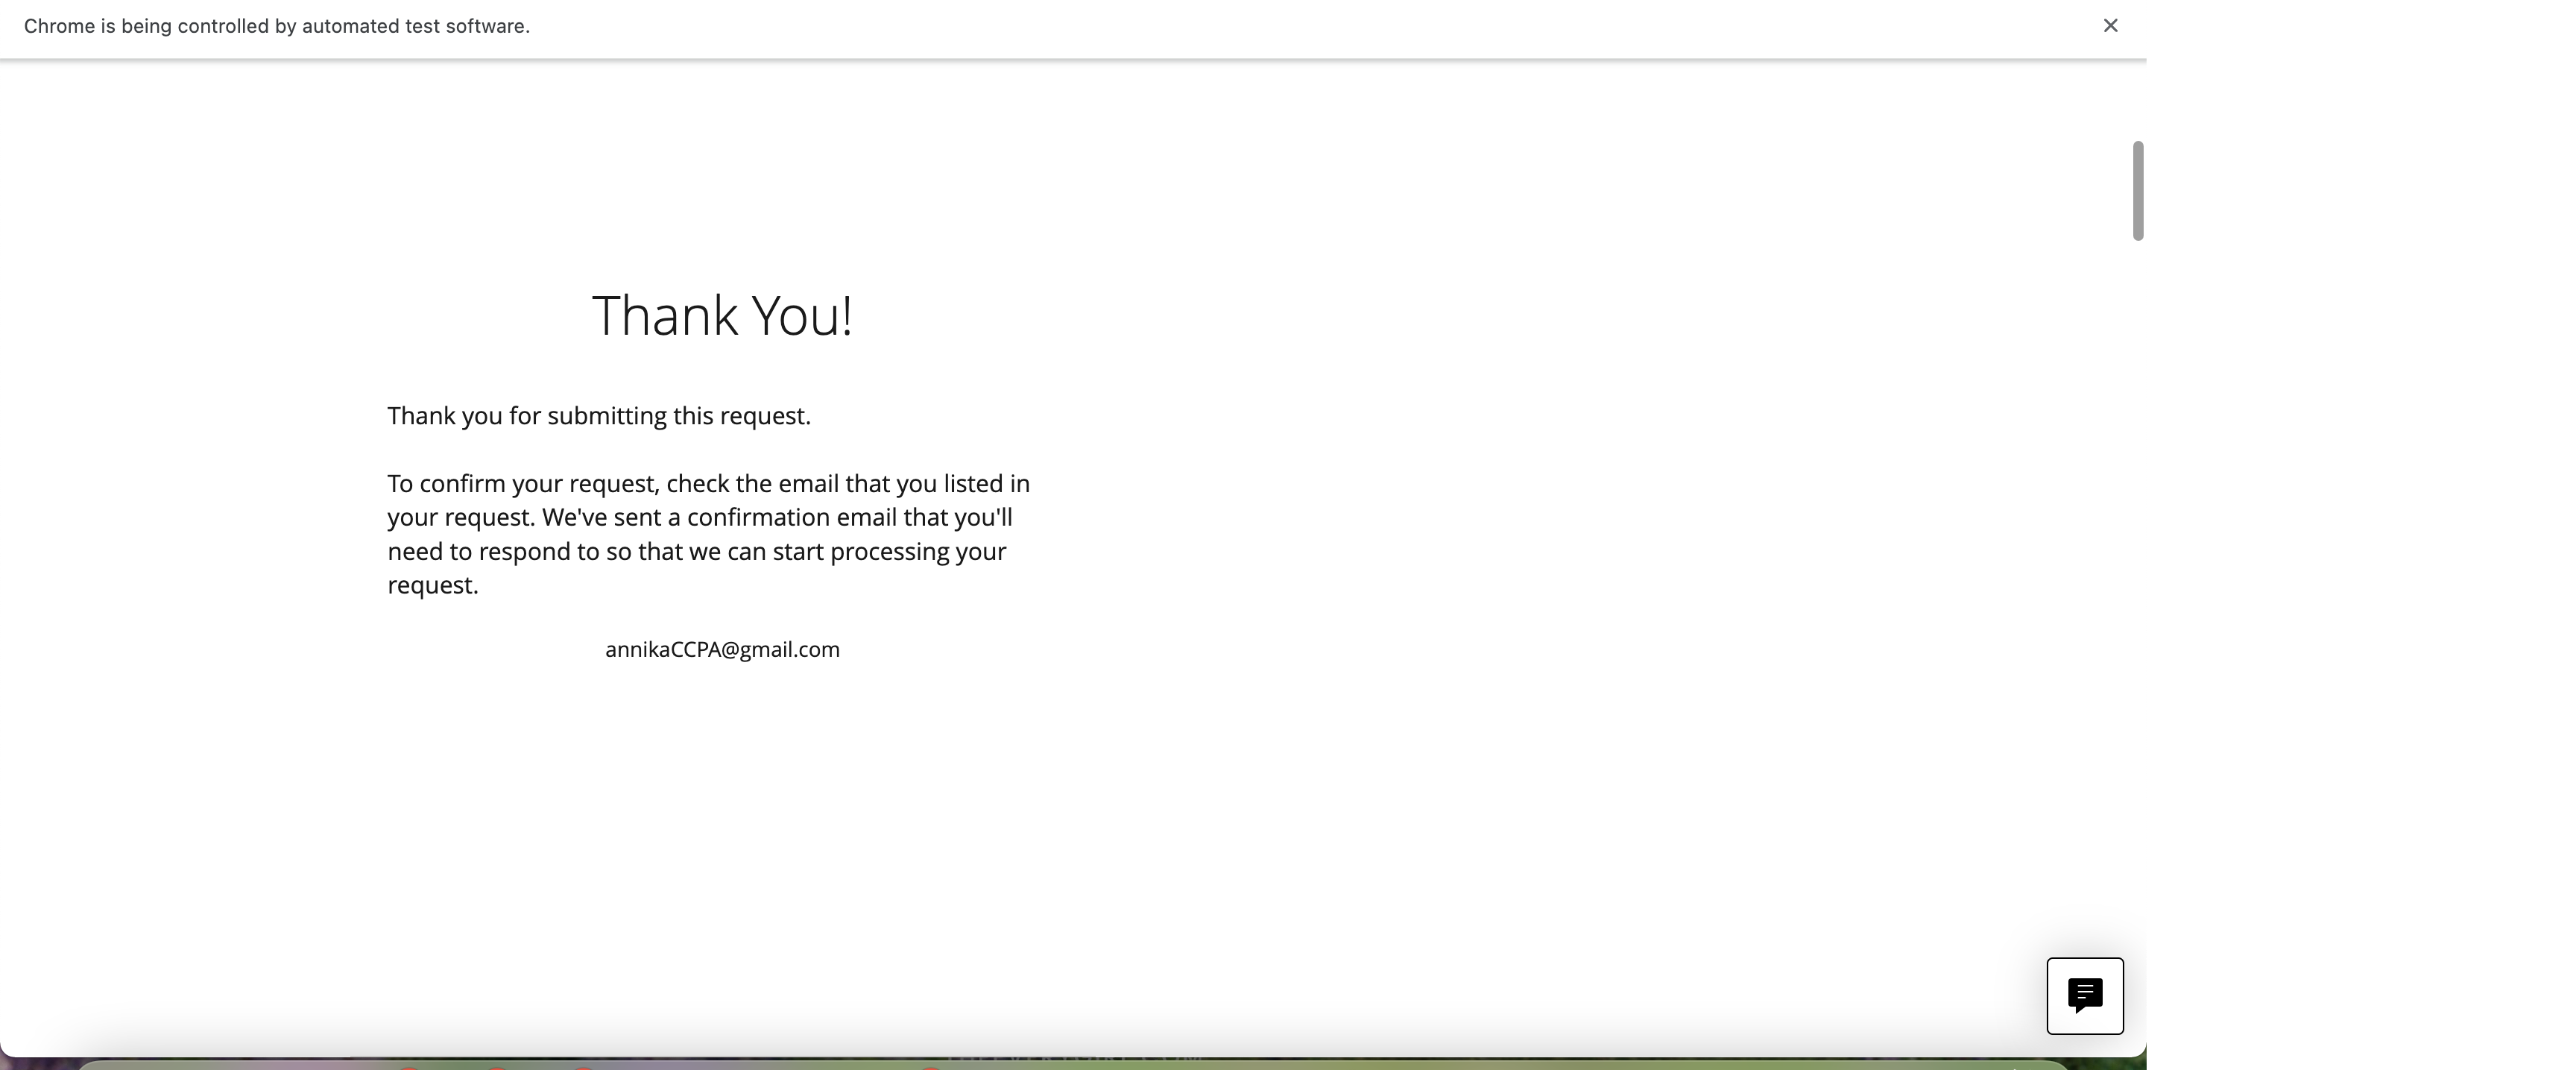 Chrome is being controlled by automated test software.
Thank You!
Thank you for submitting this request.
To confirm your request, check the email that you listed in
your request. We've sent a confirmation email that you'll
need to respond to so that we can start processing your
request.
annikaCCPA@gmail.com